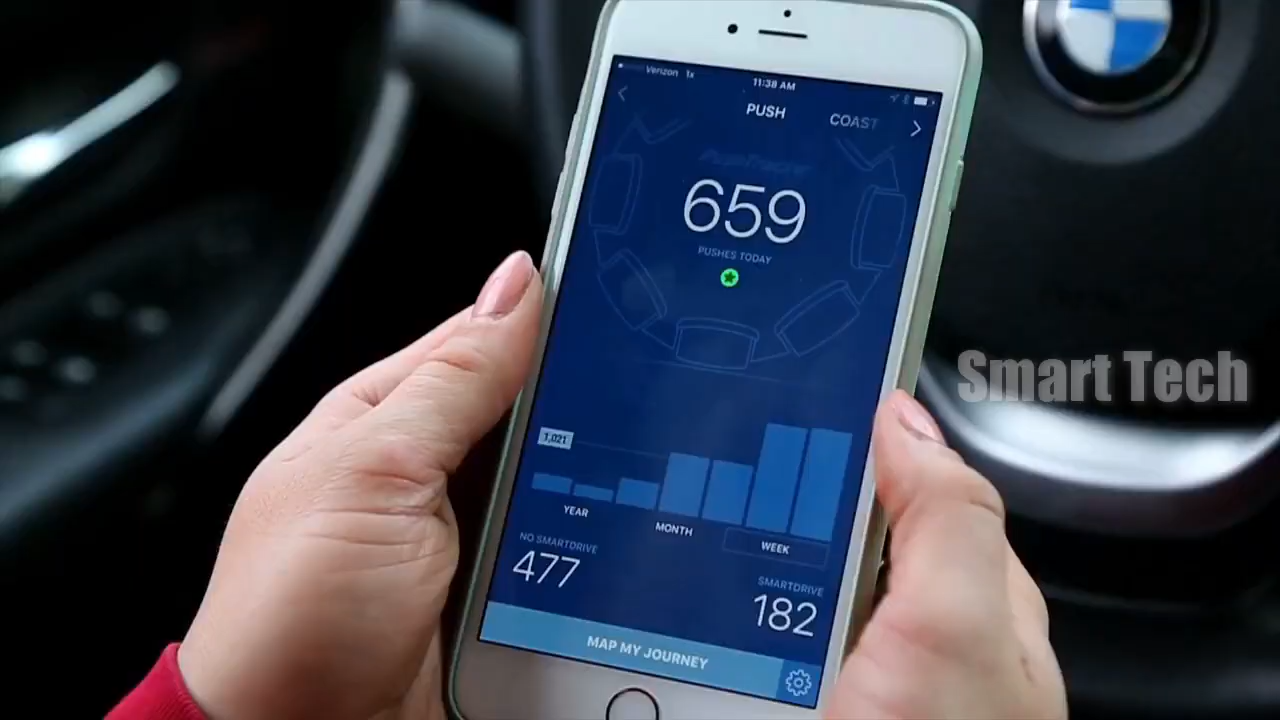 Verizon 1x
11:38 AM
PUSH
COAST
659
PUSHES TODAY
Smart Tech
1,021
YEAR
MONTH
WEEK
NO SMARTDRIVE
477
SMARTDRIVE
182
MAP MY JOURNEY